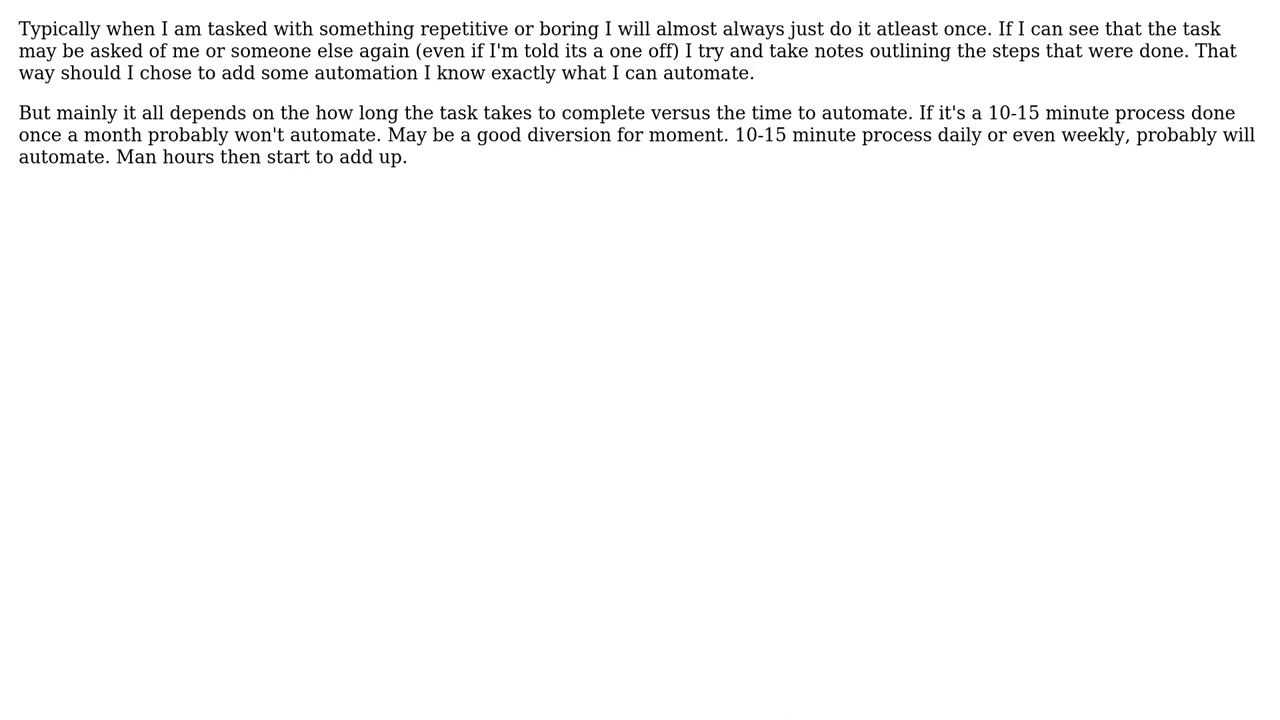 Typically when I am tasked with something repetitive or boring I will almost always just do it atleast once. If I can see that the task
may be asked of me or someone else again (even if I'm told its a one off) I try and take notes outlining the steps that were done. That
way should I chose to add some automation I know exactly what I can automate.
But mainly it all depends on the how long the task takes to complete versus the time to automate. If it's a 10-15 minute process done
once a month probably won't automate. May be a good diversion for moment. 10-15 minute process daily or even weekly, probably will
automate. Man hours then start to add up.